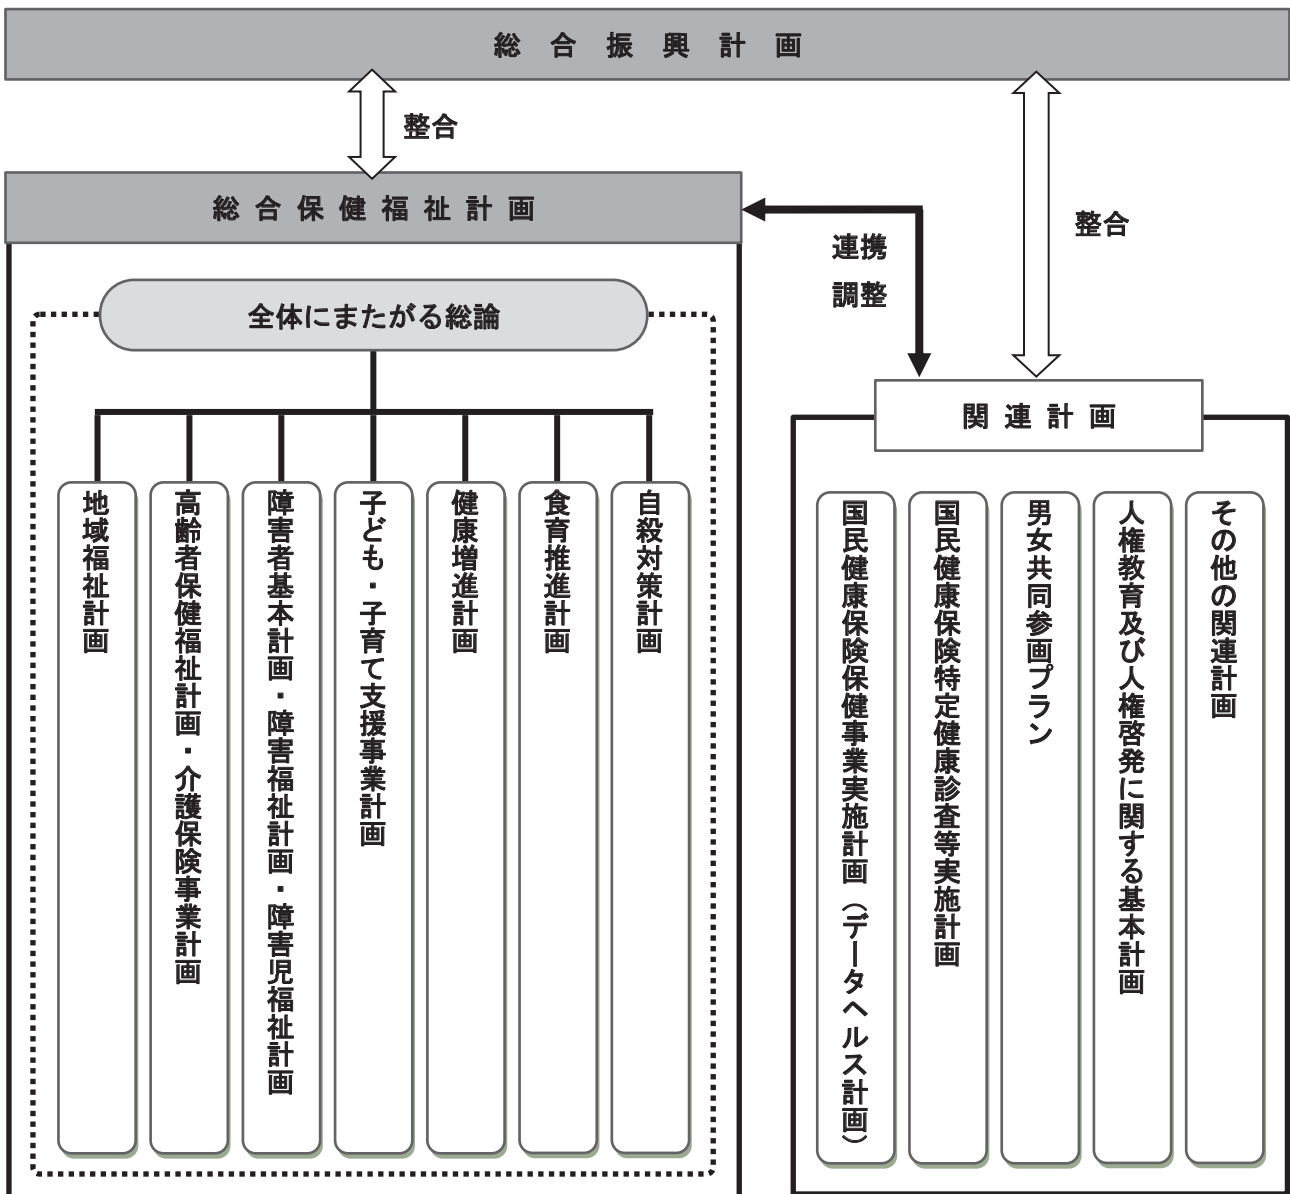 総合振興計画
整合
総合保健福祉計画
整合
連携
調整
全体にまたがる総論
関連計画
地域福祉計画
高齢者保健福祉計画・介護保険事業計画
障害者基本計画・障害福祉計画・障害児福祉計画
子ども・子育て支援事業計画
健康増進計画
食育推進計画
自殺対策計画
国民健康保険保健事業実施計画（データヘルス計画）
国民健康保険特定健康診査等実施計画
男女共同参画プラン
人権教育及び人権啓発に関する基本計画
その他の関連計画